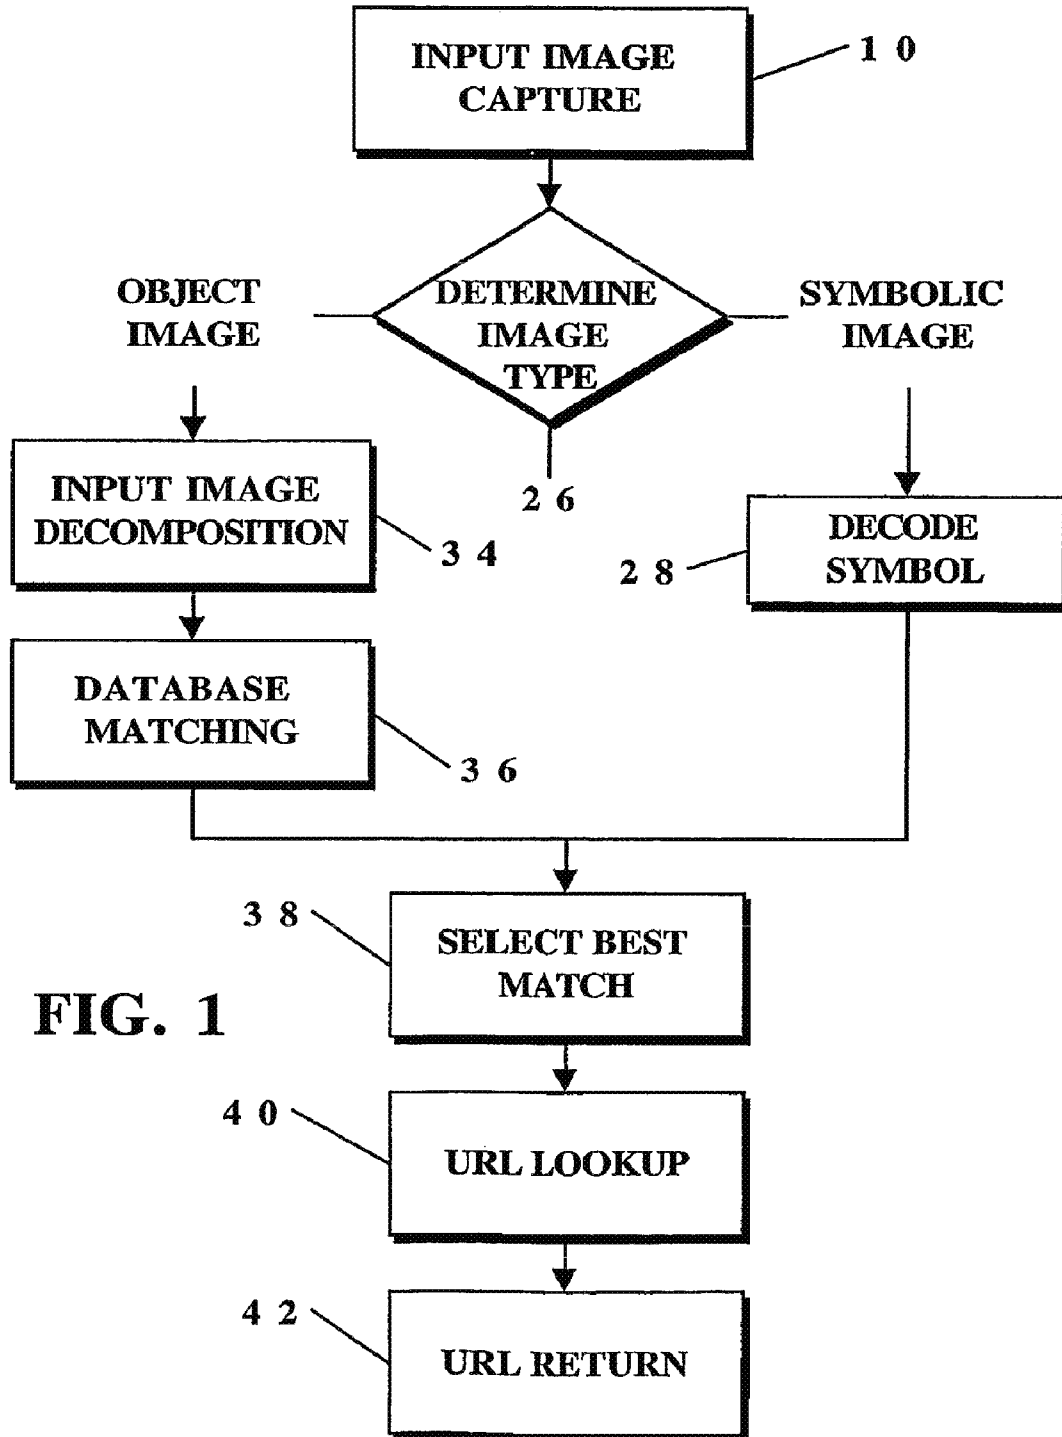 INPUT IMAGE
CAPTURE
1 0
OBJECT
IMAGE
DETERMINE
IMAGE
TYPE
SYMBOLIC
IMAGE
2 6
INPUT IMAGE
DECOMPOSITION
3 4
DECODE
SYMBOL
2 8
DATABASE
MATCHING
3 6
3 8
SELECT BEST
MATCH
FIG. 1
4 0
URL LOOKUP
4 2
URL RETURN